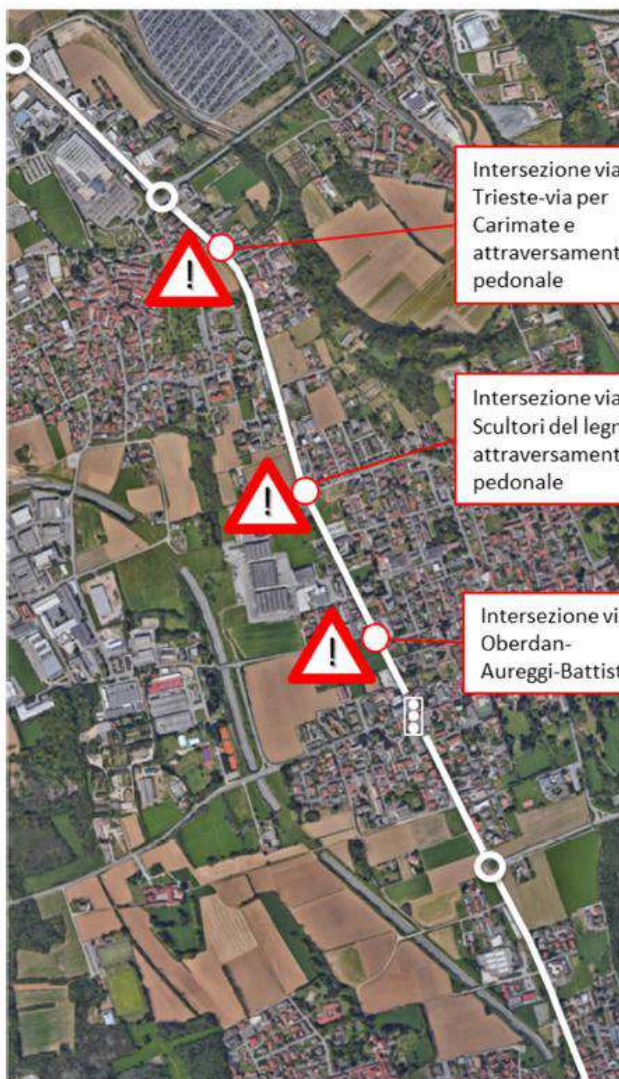 Intersezione via
Trieste-via per
Carimate e
attraversament
pedonale
Intersezione via
Scultori del legn
attraversament
pedonale
Intersezione vi
Oberdan-
Aureggi-Battist